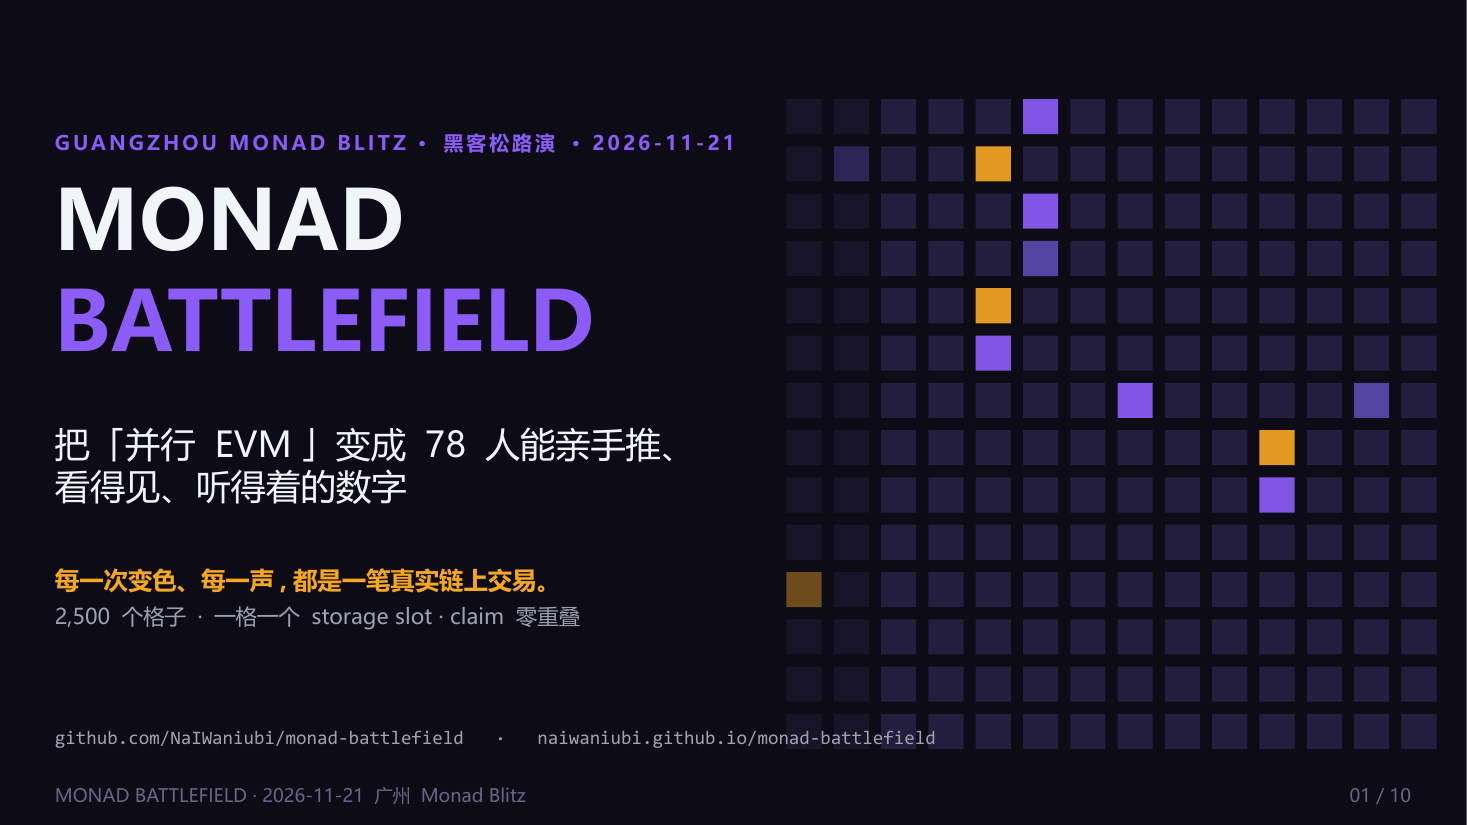 GUANGZHOU MONAD BLITZ • 黑客松路演 • 2026-11-21
MONAD
BATTLEFIELD
把「并行 EVM」变成 78 人能亲手推、
看得见、听得着的数字
每一次变色、每一声,都是一笔真实链上交易。
2,500 个格子 · 一格一个 storage slot · claim 零重叠
github.com/NaIWaniubi/monad-battlefield · naiwaniubi.github.io/monad-battlefield
MONAD BATTLEFIELD · 2026-11-21 广州 Monad Blitz
01 / 10